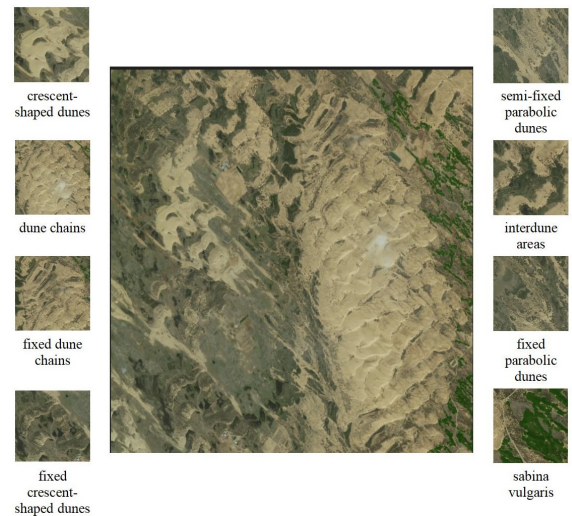 crescent-
shaped dunes
dune chains
fixed dune
chains
fixed
crescent-
shaped dunes
semi-fixed
parabolic
dunes
interdune
areas
fixed
parabolic
dunes
sabina
vulgaris